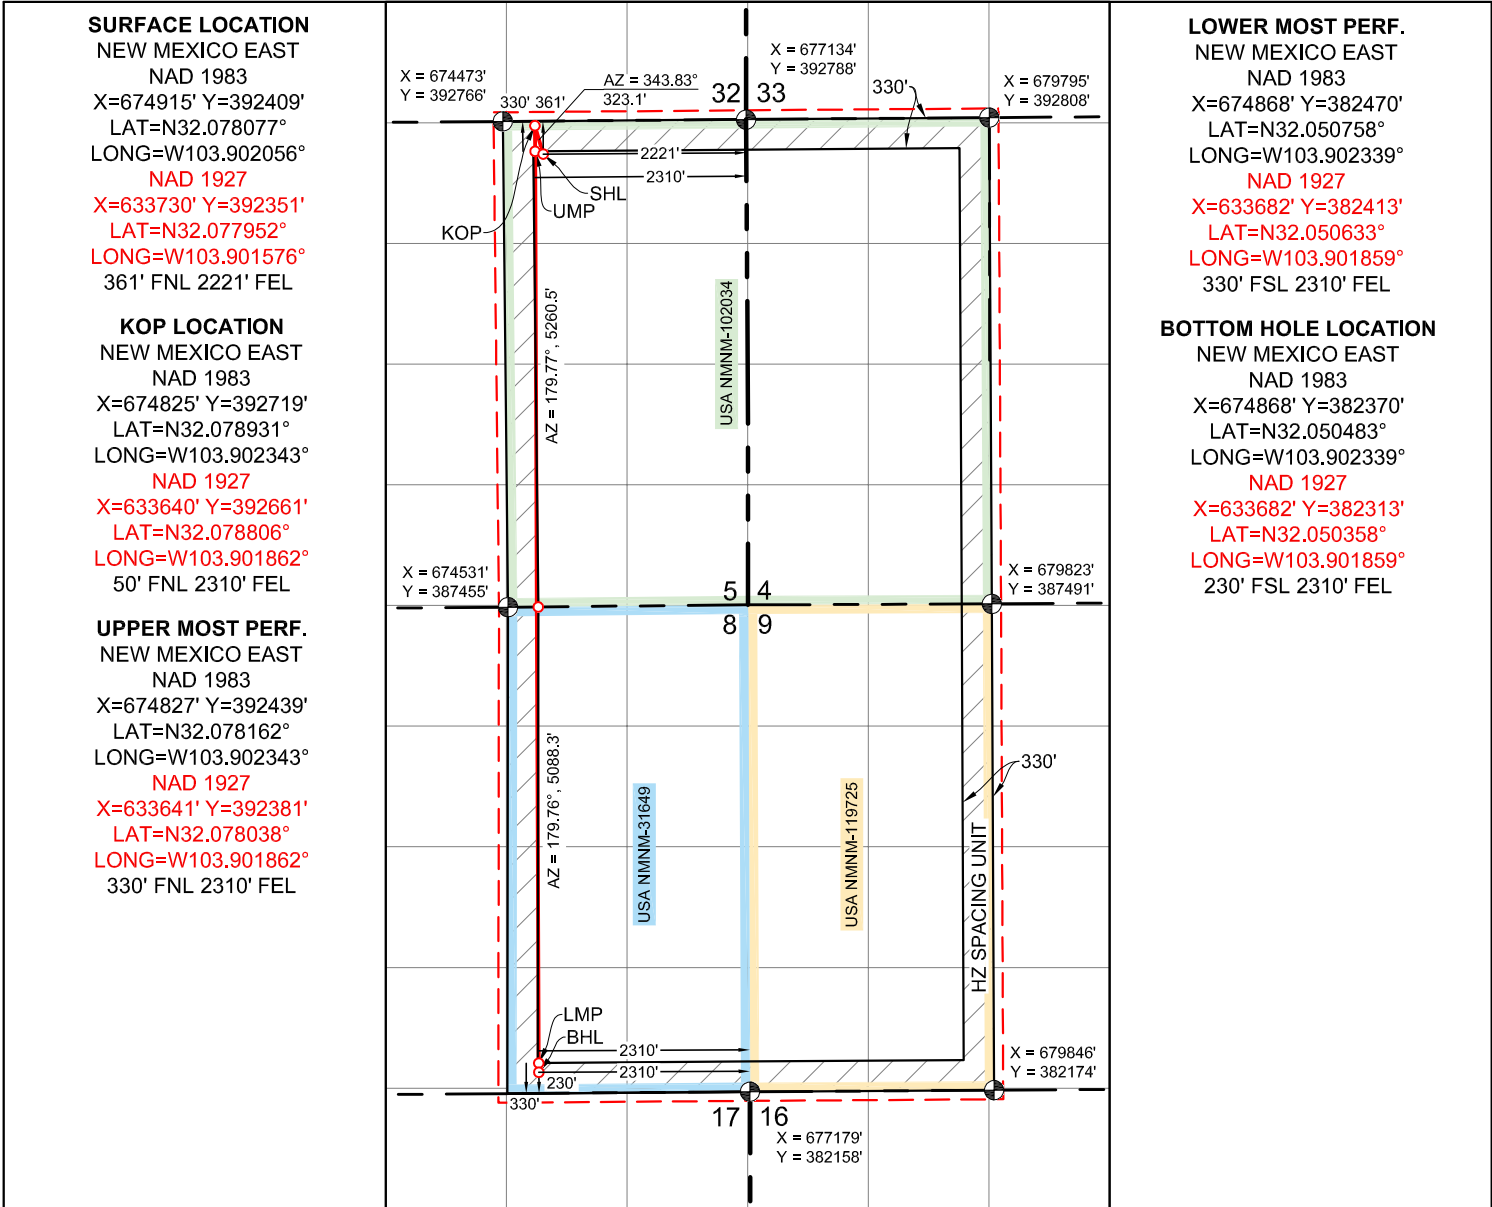 SURFACE LOCATION
NEW MEXICO EAST
NAD 1983
X=674915' Y=392409'
LAT=N32.078077°
LONG=W103.902056°
NAD 1927
X=633730' Y=392351'
LAT=N32.077952°
LONG=W103.901576°
361' FNL 2221' FEL
KOP LOCATION
NEW MEXICO EAST
NAD 1983
X=674825' Y=392719'
LAT=N32.078931°
LONG=W103.902343°
NAD 1927
X=633640' Y=392661'
LAT=N32.078806°
LONG=W103.901862°
50' FNL 2310' FEL
UPPER MOST PERF.
NEW MEXICO EAST
NAD 1983
X=674827' Y=392439'
LAT=N32.078162°
LONG=W103.902343°
NAD 1927
X=633641' Y=392381'
LAT=N32.078038°
LONG=W103.901862°
330' FNL 2310' FEL
X = 674473'
Y = 392766'
AZ = 343.83°
323.1'
330' 361'
X = 677134'
Y = 392788'
32 33
330'
X = 679795'
Y = 392808'
2221'
2310'
SHL
UMP
KOP
AZ = 179.77°, 5260.5'
USA NMNM-102034
X = 674531'
Y = 387455'
5 4
8 9
X = 679823'
Y = 387491'
AZ = 179.76°, 5088.3'
USA NMNM-31649
USA NMNM-119725
330'
HZ SPACING UNIT
LMP
BHL
2310'
2310'
230'
330'
X = 679846'
Y = 382174'
17 16
X = 677179'
Y = 382158'
LOWER MOST PERF.
NEW MEXICO EAST
NAD 1983
X=674868' Y=382470'
LAT=N32.050758°
LONG=W103.902339°
NAD 1927
X=633682' Y=382413'
LAT=N32.050633°
LONG=W103.901859°
330' FSL 2310' FEL
BOTTOM HOLE LOCATION
NEW MEXICO EAST
NAD 1983
X=674868' Y=382370'
LAT=N32.050483°
LONG=W103.902339°
NAD 1927
X=633682' Y=382313'
LAT=N32.050358°
LONG=W103.901859°
230' FSL 2310' FEL